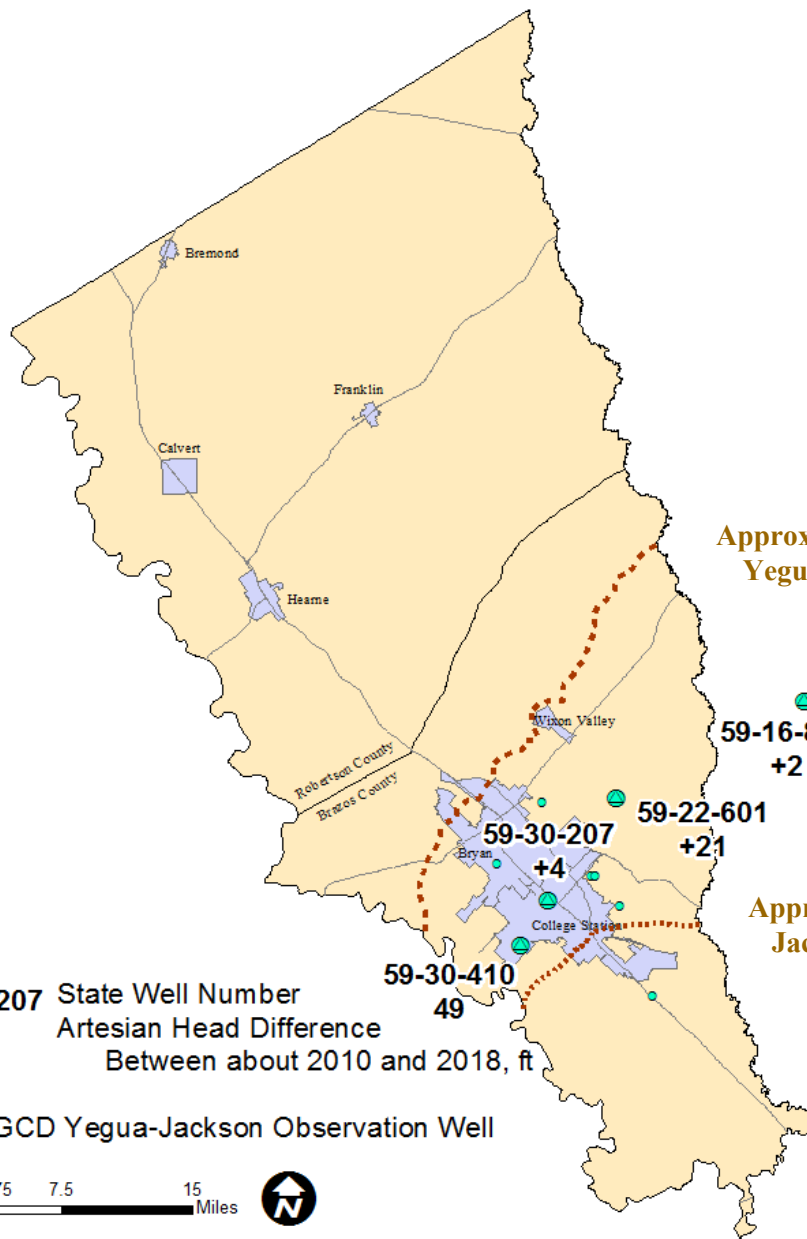 Bremond
Franklin
Calvert
Hearne
Approx
Yegu
Wixon Valley
59-16-8
+2
Robertson County
Brazos County
59-22-601
+21
59-30-207
+4
Bryan
College Station
Appr
Jac
59-30-410
49
207 State Well Number
Artesian Head Difference
Between about 2010 and 2018, ft
GCD Yegua-Jackson Observation Well
75 7.5 15
Miles
N